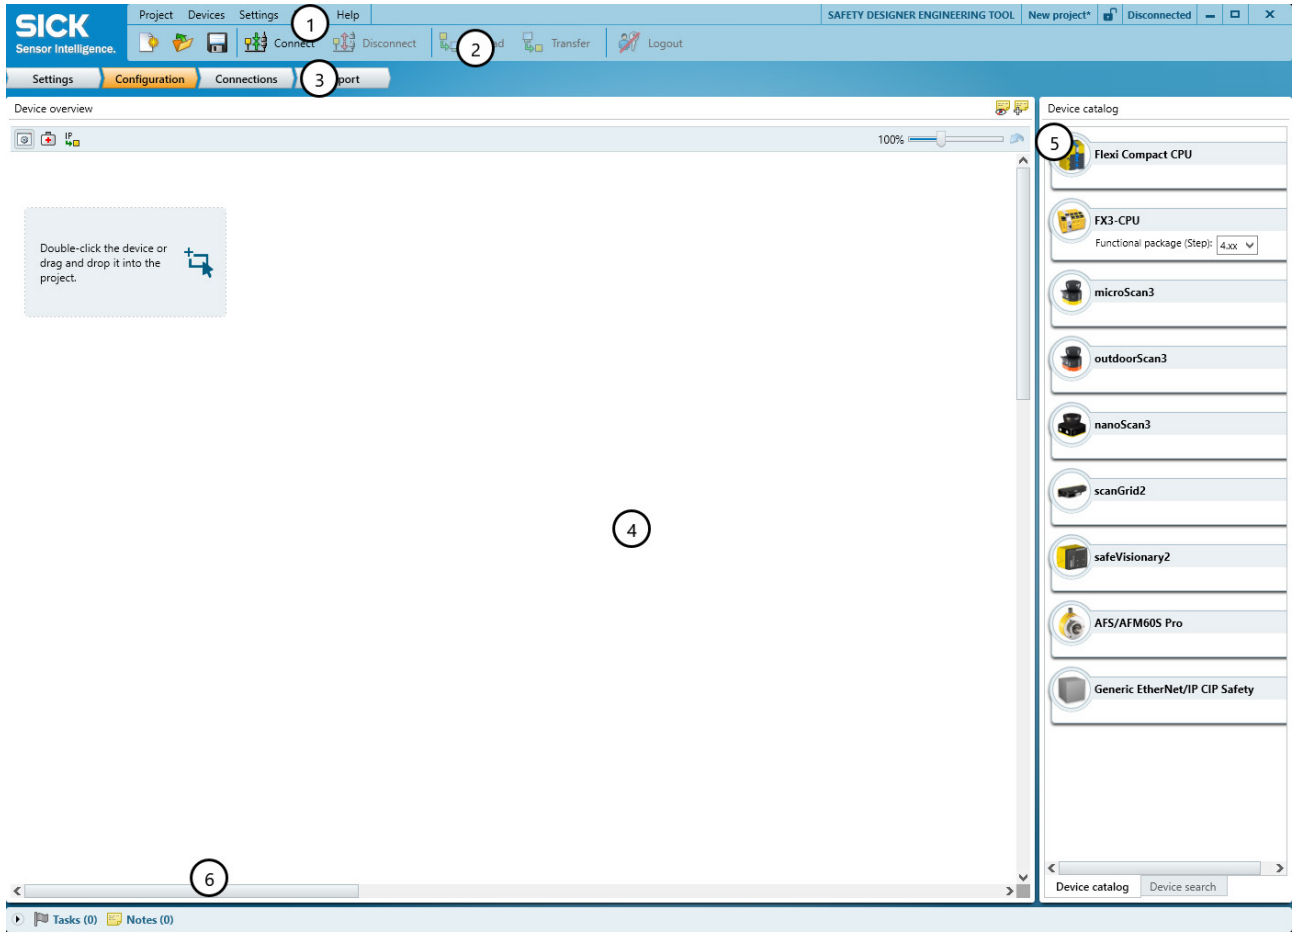 SICK
Sensor Intelligence.
Project Devices Settings 1 Help
SAFETY DESIGNER ENGINEERING TOOL New project* Disconnected
Connect Disconnect 2 Transfer Logout
Settings Configuration Connections 3
Device overview
IP
100%
Double-click the device or
drag and drop it into the
project.
4
6
Device catalog
5
Flexi Compact CPU
FX3-CPU
Functional package (Step): 4.xx
microScan3
outdoorScan3
nanoScan3
scanGrid2
safeVisionary2
AFS/AFM60S Pro
Generic EtherNet/IP CIP Safety
Device catalog Device search
Tasks (0) Notes (0)